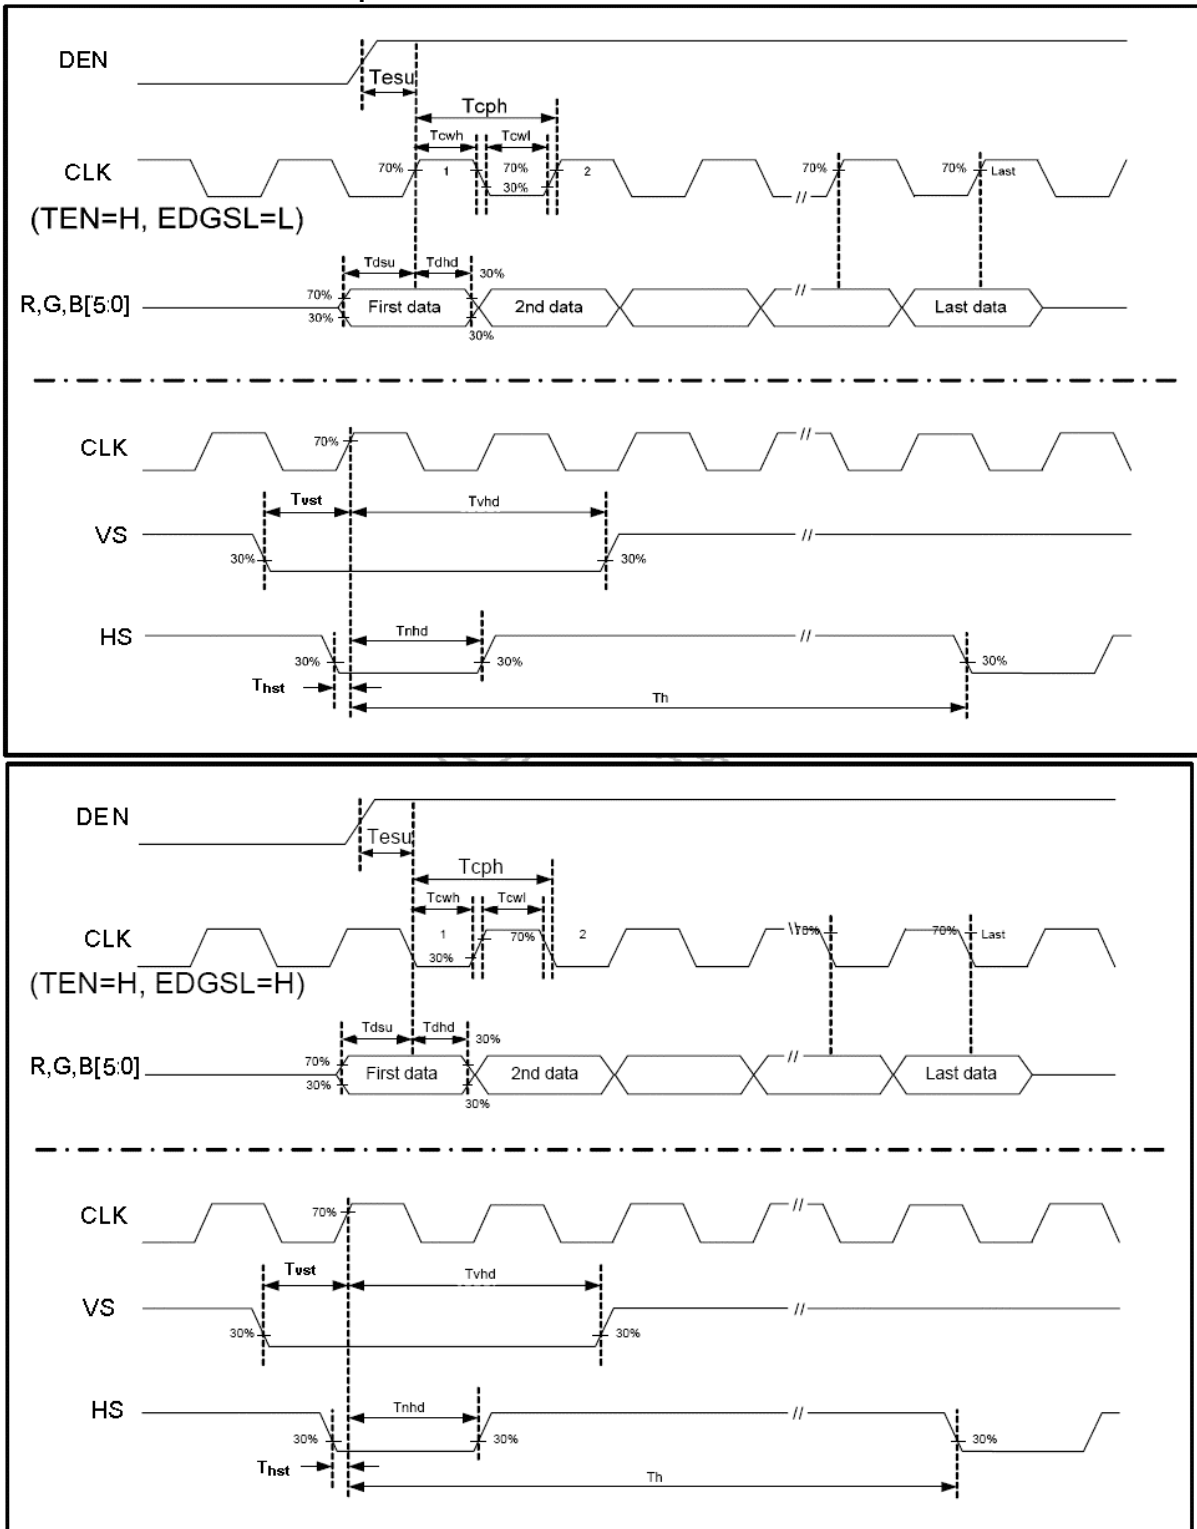 DEN
Tesu
Tcph
Tcwh Tcwl
CLK 70% 1 70% 2 70% // 70% Last
30%
(TEN=H, EDGSL=L)
Tdsu Tdhd 30%
R,G,B[5:0] 70% First data 2nd data // Last data
30% 30%
CLK 70% //
Tvst Tvhd
VS 30% 30% //
HS Tnhd //
30% 30% 30%
Thst
Th
DEN
Tesu
Tcph
Tcwh Tcwl
CLK 1 70% 2 \\ 70% 70% Last
30%
(TEN=H, EDGSL=H)
Tdsu Tdhd 30%
R,G,B[5:0] 70% First data 2nd data // Last data
30% 30%
CLK 70% //
Tvst Tvhd
VS 30% 30% //
HS Tnhd //
30% 30% 30%
Thst
Th